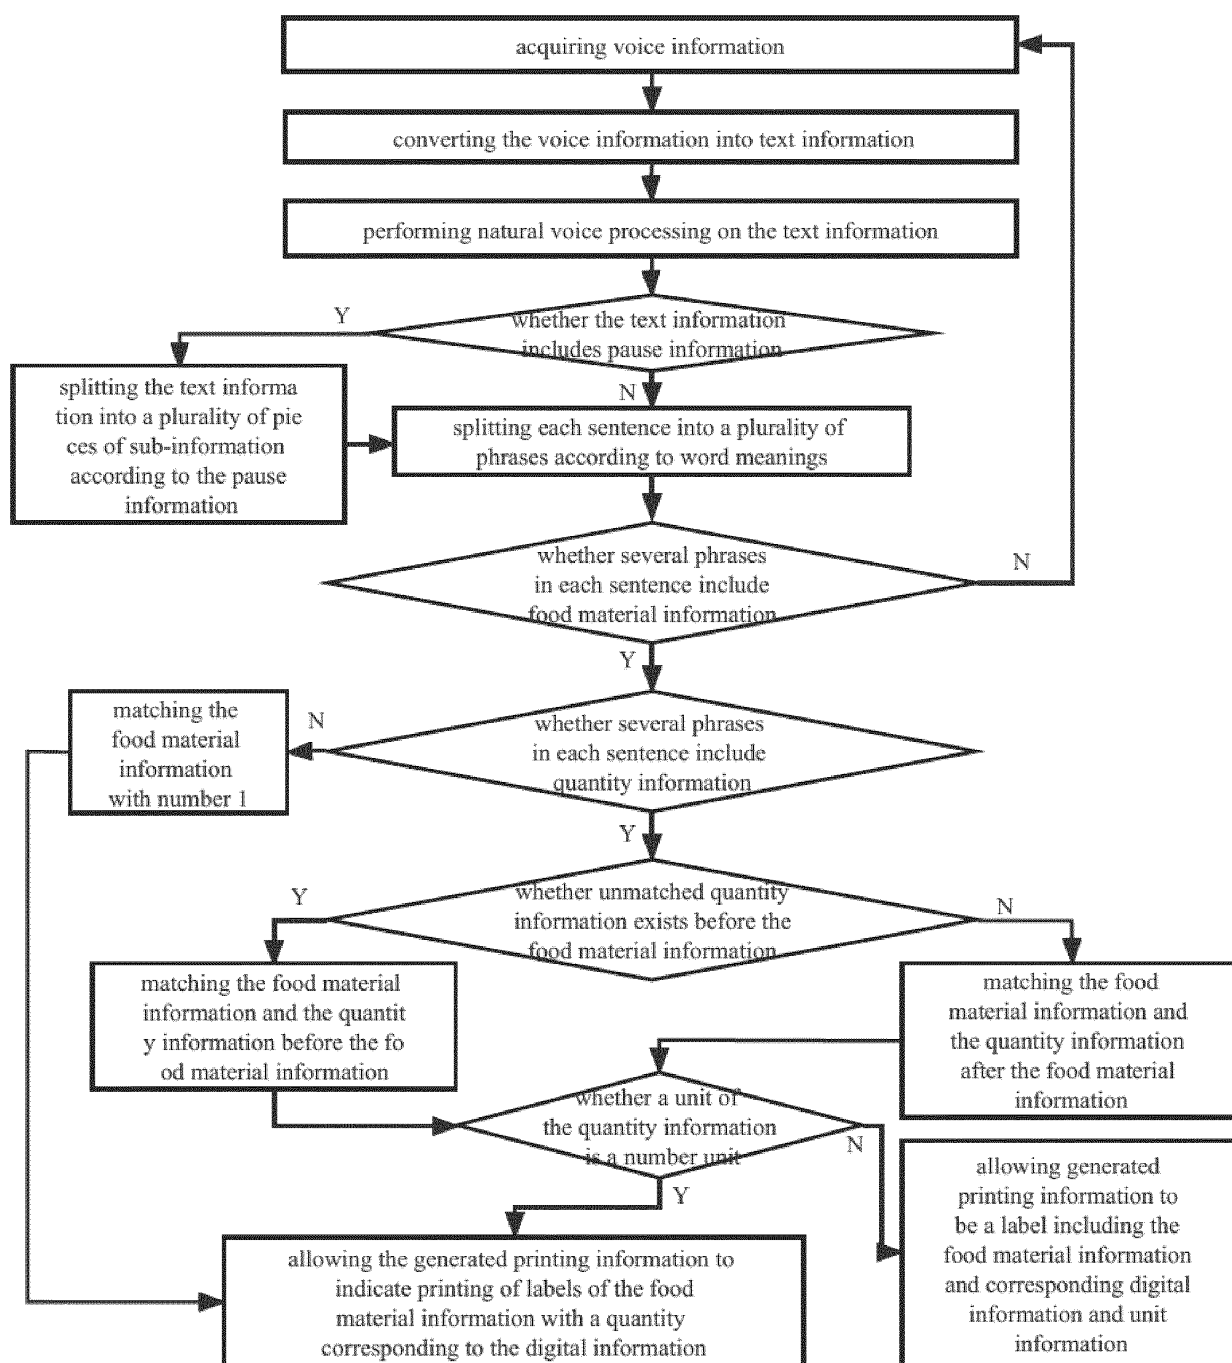 acquiring voice information
converting the voice information into text information
performing natural voice processing on the text information
whether the text information
includes pause information
Y
N
splitting the text informa
tion into a plurality of pie
ces of sub-information
according to the pause
information
splitting each sentence into a plurality of
phrases according to word meanings
whether several phrases
in each sentence include
food material information
N
Y
whether several phrases
in each sentence include
quantity information
N
Y
matching the
food material
information
with number 1
whether unmatched quantity
information exists before the
food material information
Y
N
matching the food material
information and the quantit
y information before the fo
od material information
matching the food
material information and
the quantity information
after the food material
information
whether a unit of
the quantity information
is a number unit
N
Y
allowing generated
printing information to
be a label including the
food material information
and corresponding digital
information and unit
information
allowing the generated printing information to
indicate printing of labels of the food
material information with a quantity
corresponding to the digital information